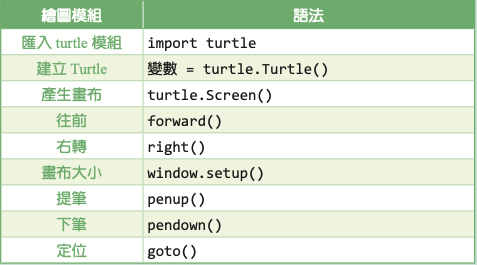 繪圖模組 語法
匯入 turtle 模組 import turtle
建立 Turtle 變數 = turtle.Turtle()
產生畫布 turtle.Screen()
往前 forward()
右轉 right()
畫布大小 window.setup()
提筆 penup()
下筆 pendown()
定位 goto()